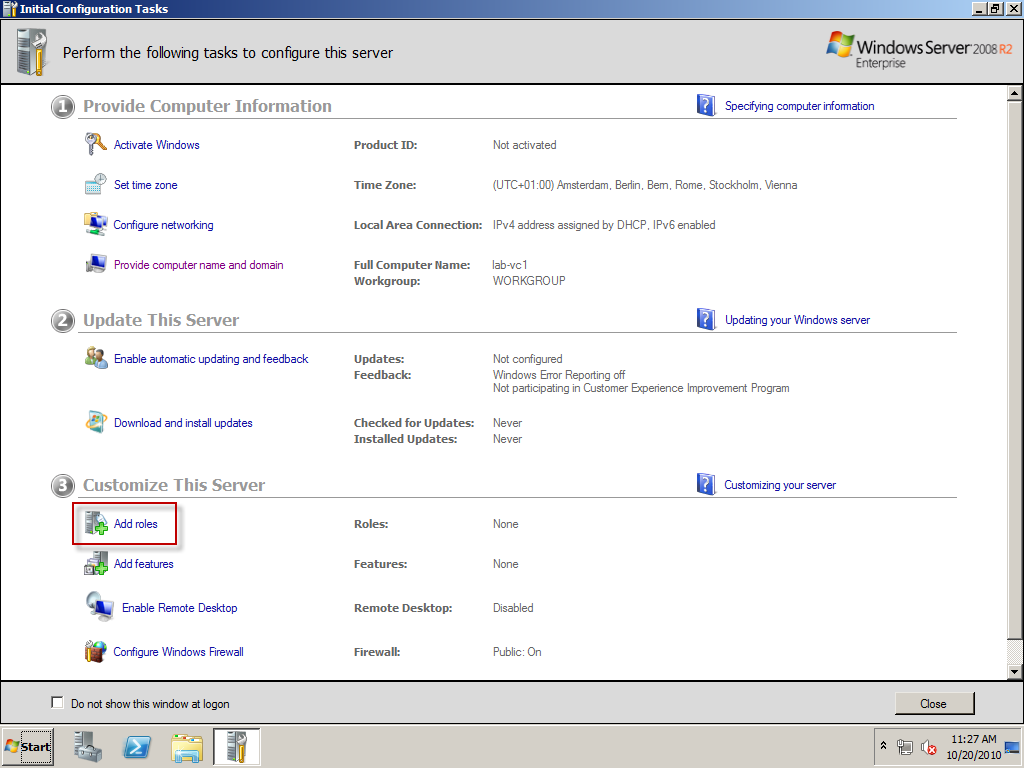 Initial Configuration Tasks
Perform the following tasks to configure this server
Windows Server 2008 R2
Enterprise
1 Provide Computer Information
Specifying computer information
Activate Windows Product ID: Not activated
Set time zone Time Zone: (UTC+01:00) Amsterdam, Berlin, Bern, Rome, Stockholm, Vienna
Configure networking Local Area Connection: IPv4 address assigned by DHCP, IPv6 enabled
Provide computer name and domain Full Computer Name: lab-vc1
Workgroup: WORKGROUP
2 Update This Server
Updating your Windows server
Enable automatic updating and feedback Updates: Not configured
Feedback: Windows Error Reporting off
Not participating in Customer Experience Improvement Program
Download and install updates Checked for Updates: Never
Installed Updates: Never
3 Customize This Server
Customizing your server
Add roles Roles: None
Add features Features: None
Enable Remote Desktop Remote Desktop: Disabled
Configure Windows Firewall Firewall: Public: On
Do not show this window at logon
Close
Start
11:27 AM
10/20/2010